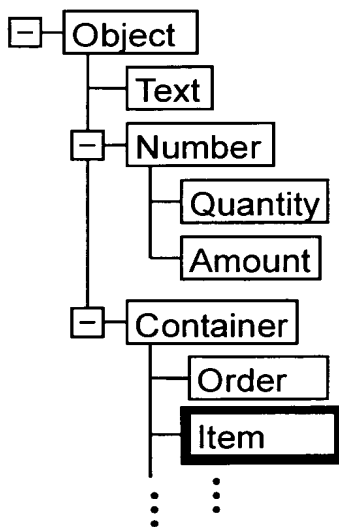 Object
Text
Number
Quantity
Amount
Container
Order
Item